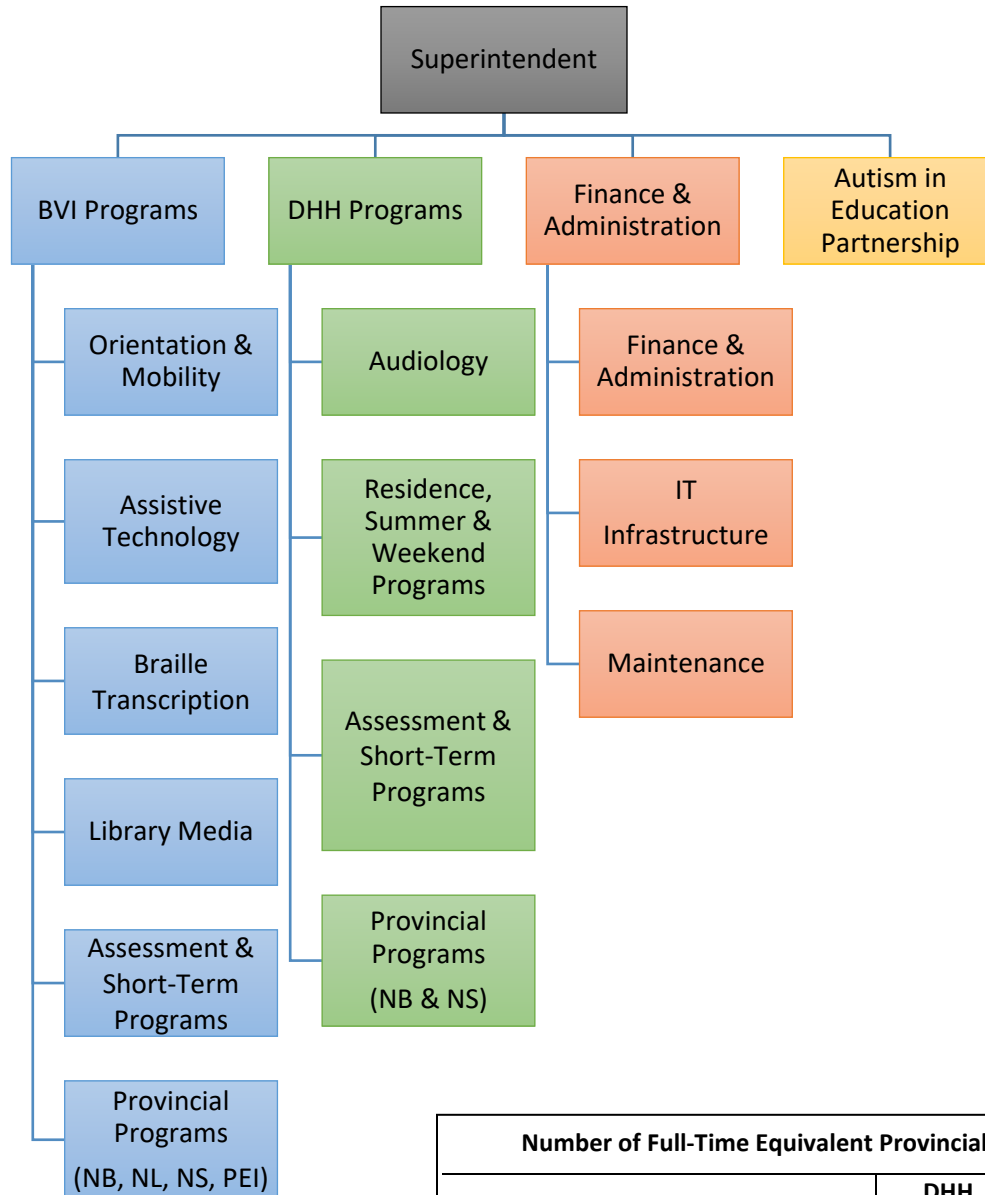 Superintendent
BVI Programs
DHH Programs
Finance &
Administration
Autism in
Education
Partnership
Orientation &
Mobility
Assistive
Technology
Braille
Transcription
Library Media
Assessment &
Short-Term
Programs
Provincial
Programs
(NB, NL, NS, PEI)
Audiology
Residence,
Summer &
Weekend
Programs
Assessment &
Short-Term
Programs
Provincial
Programs
(NB & NS)
Finance &
Administration
IT
Infrastructure
Maintenance
Number of Full-Time Equivalent Provincial
DHH